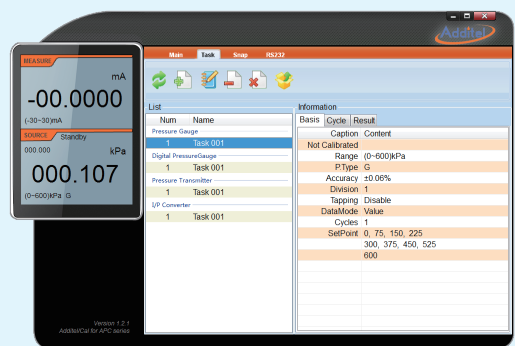 Additel
MEASURE
mA
-00.0000
(-30~30)mA
SOURCE Standby
000.000 kPa
000.107
(0~600)kPa G
Version 1.2.1
Additel/Cal for APC series
Main Task Snap RS232
List
Num Name
Pressure Gauge
1 Task 001
Digital PressureGauge
1 Task 001
Pressure Transmitter
1 Task 001
I/P Converter
1 Task 001
Information
Basis Cycle Result
Caption Content
Not Calibrated
Range (0~600)kPa
P.Type G
Accuracy ±0.06%
Division 1
Tapping Disable
DataMode Value
Cycles 1
SetPoint 0, 75, 150, 225
300, 375, 450, 525
600